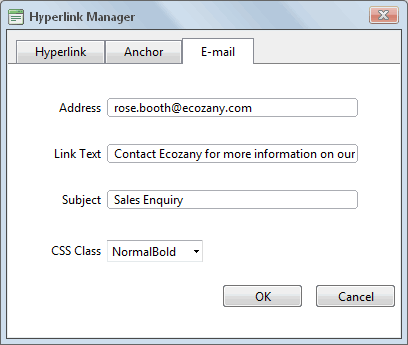 Hyperlink Manager
Hyperlink Anchor E-mail
Address rose.booth@ecozany.com
Link Text Contact Ecozany for more information on our
Subject Sales Enquiry
CSS Class NormalBold
OK Cancel